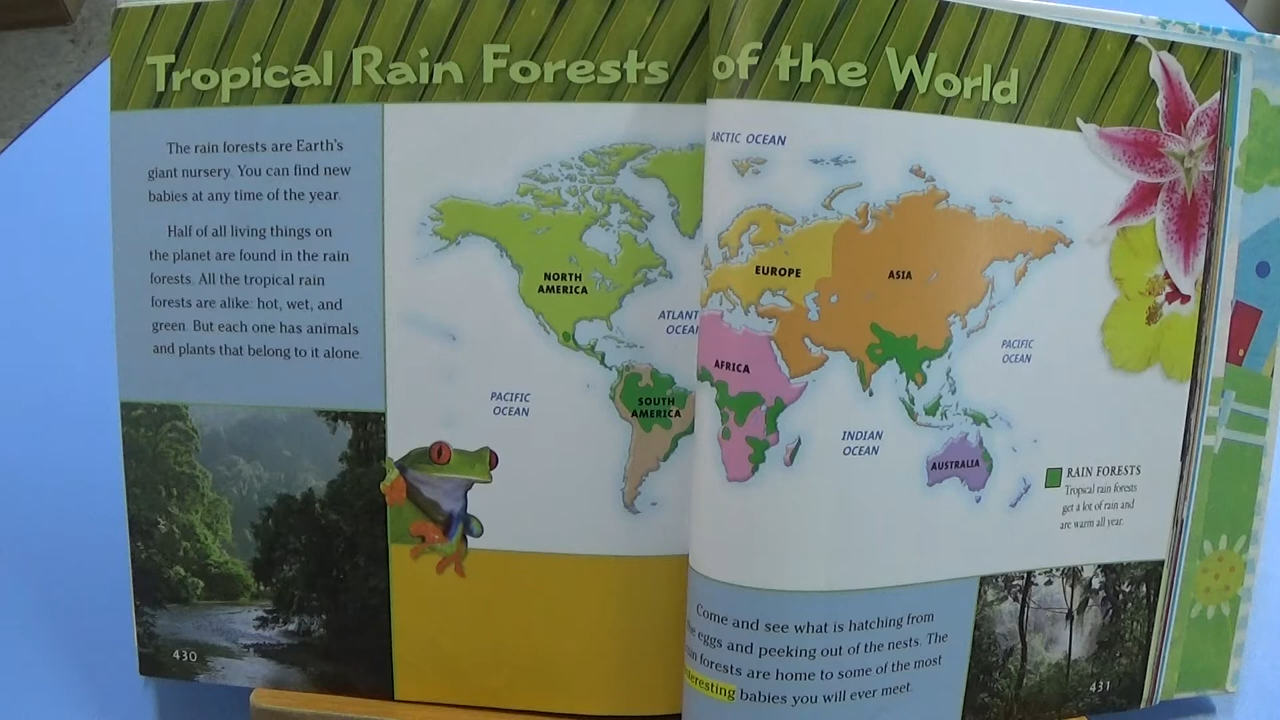 Tropical Rain Forests of the World
The rain forests are Earth's
giant nursery. You can find new
babies at any time of the year.
Half of all living things on
the planet are found in the rain
forests. All the tropical rain
forests are alike: hot, wet, and
green. But each one has animals
and plants that belong to it alone.
430
NORTH
AMERICA
ATLANT
OCEAN
PACIFIC
OCEAN
SOUTH
AMERICA
ARCTIC OCEAN
EUROPE
ASIA
AFRICA
PACIFIC
OCEAN
INDIAN
OCEAN
AUSTRALIA
RAIN FORESTS
Tropical rain forests
get a lot of rain and
are warm all year.
Come and see what is hatching from
eggs and peeking out of the nests. The
forests are home to some of the most
eresting babies you will ever meet.
431